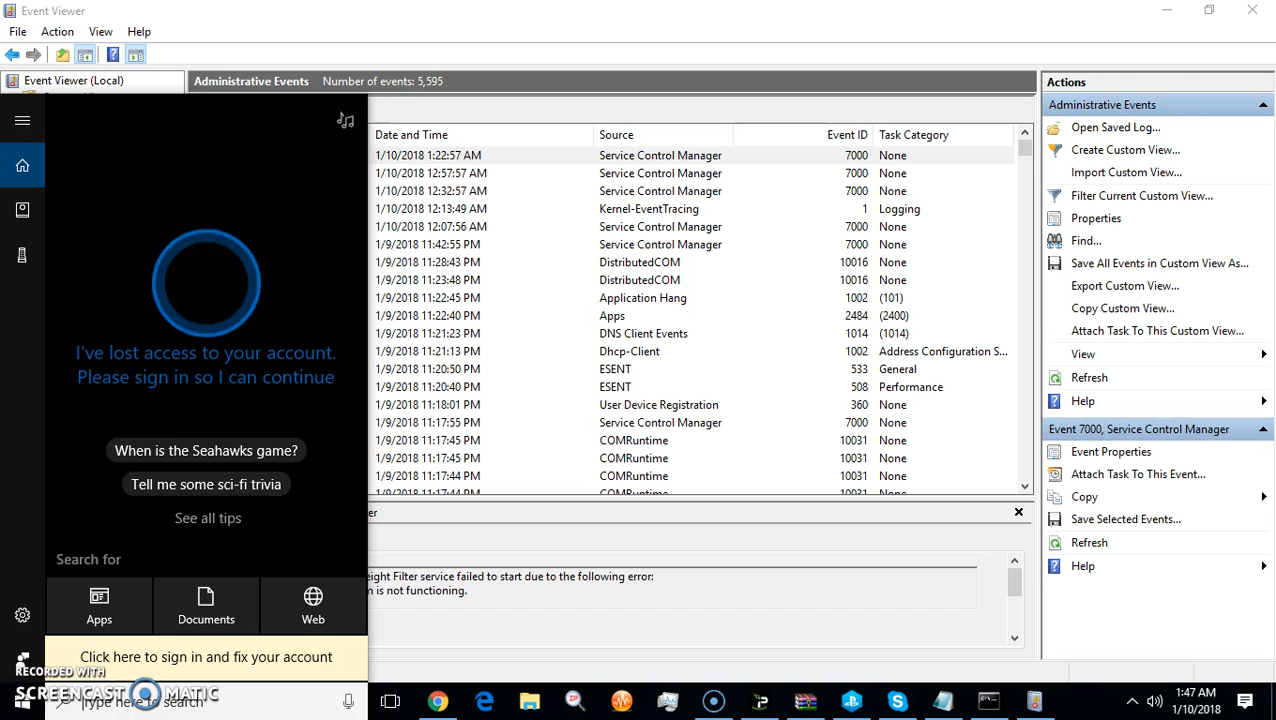 Event Viewer
File Action View Help
Event Viewer (Local)
Administrative Events Number of events: 5,595
Date and Time Source Event ID Task Category
1/10/2018 1:22:57 AM Service Control Manager 7000 None
1/10/2018 12:57:57 AM Service Control Manager 7000 None
1/10/2018 12:32:57 AM Service Control Manager 7000 None
1/10/2018 12:13:49 AM Kernel-EventTracing 1 Logging
1/10/2018 12:07:56 AM Service Control Manager 7000 None
1/9/2018 11:42:55 PM Service Control Manager 7000 None
1/9/2018 11:28:43 PM DistributedCOM 10016 None
1/9/2018 11:23:48 PM DistributedCOM 10016 None
1/9/2018 11:22:45 PM Application Hang 1002 (101)
1/9/2018 11:22:40 PM Apps 2484 (2400)
1/9/2018 11:21:23 PM DNS Client Events 1014 (1014)
1/9/2018 11:21:13 PM Dhcp-Client 1002 Address Configuration S...
1/9/2018 11:20:50 PM ESENT 533 General
1/9/2018 11:20:40 PM ESENT 508 Performance
1/9/2018 11:18:01 PM User Device Registration 360 None
1/9/2018 11:17:55 PM Service Control Manager 7000 None
1/9/2018 11:17:45 PM COMRuntime 10031 None
1/9/2018 11:17:45 PM COMRuntime 10031 None
1/9/2018 11:17:44 PM COMRuntime 10031 None
1/9/2018 11:17:44 PM COMRuntime 10031 None
er
eight Filter service failed to start due to the following error:
n is not functioning.
Actions
Administrative Events
Open Saved Log...
Create Custom View...
Import Custom View...
Filter Current Custom View...
Properties
Find...
Save All Events in Custom View As...
Export Custom View...
Copy Custom View...
Attach Task To This Custom View...
View
Refresh
Help
Event 7000, Service Control Manager
Event Properties
Attach Task To This Event...
Copy
Save Selected Events...
Refresh
Help
I've lost access to your account.
Please sign in so I can continue
When is the Seahawks game?
Tell me some sci-fi trivia
See all tips
Search for
Apps Documents Web
Click here to sign in and fix your account
RECORDED WITH
SCREENCAST MATIC
Type here to search
1:47 AM
1/10/2018